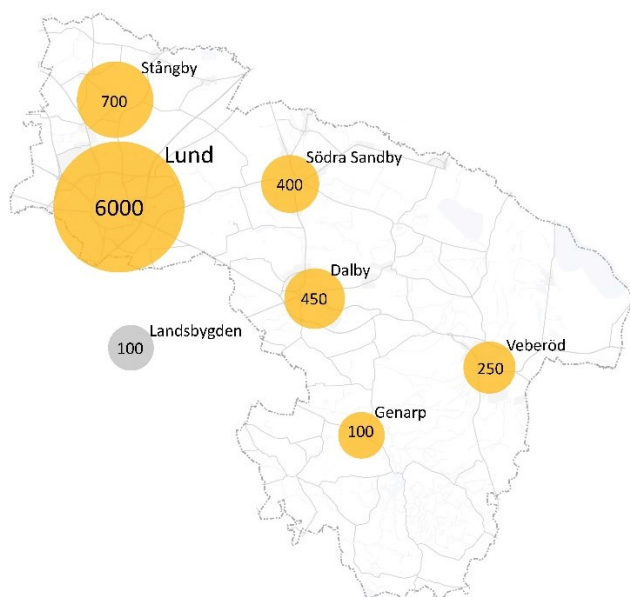 Stångby
700
Lund
6000
Södra Sandby
400
Dalby
450
Landsbygden
100
Veberöd
250
Genarp
100